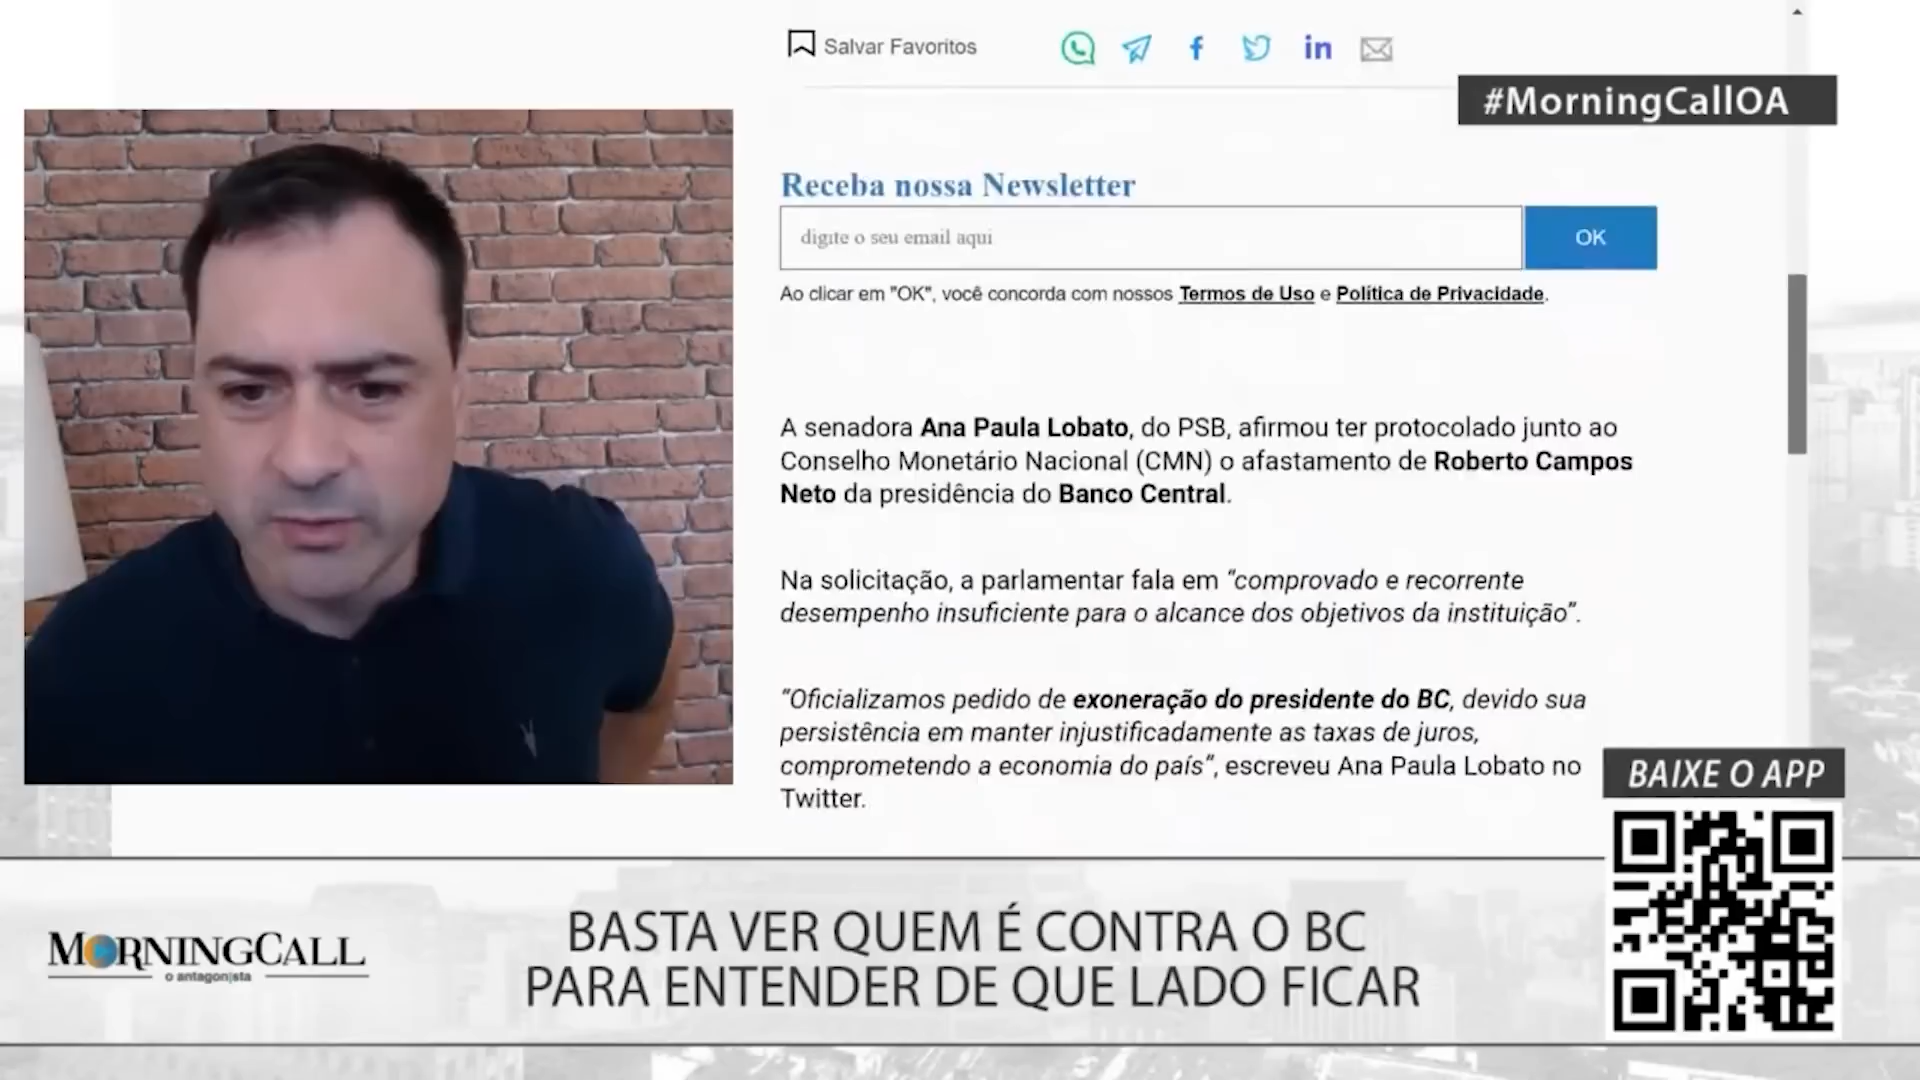 Salvar Favoritos
in
#MorningCallOA
Receba nossa Newsletter
digite o seu email aqui
OK
Ao clicar em "OK", você concorda com nossos Termos de Uso e Política de Privacidade.
A senadora Ana Paula Lobato, do PSB, afirmou ter protocolado junto ao
Conselho Monetário Nacional (CMN) o afastamento de Roberto Campos
Neto da presidência do Banco Central.
Na solicitação, a parlamentar fala em “comprovado e recorrente
desempenho insuficiente para o alcance dos objetivos da instituição”.
“Oficializamos pedido de exoneração do presidente do BC, devido sua
persistência em manter injustificadamente as taxas de juros,
comprometendo a economia do país“, escreveu Ana Paula Lobato no
Twitter.
BAIXE O APP
MORNINGCALL
o antagonista
BASTA VER QUEM É CONTRA O BC
PARA ENTENDER DE QUE LADO FICAR